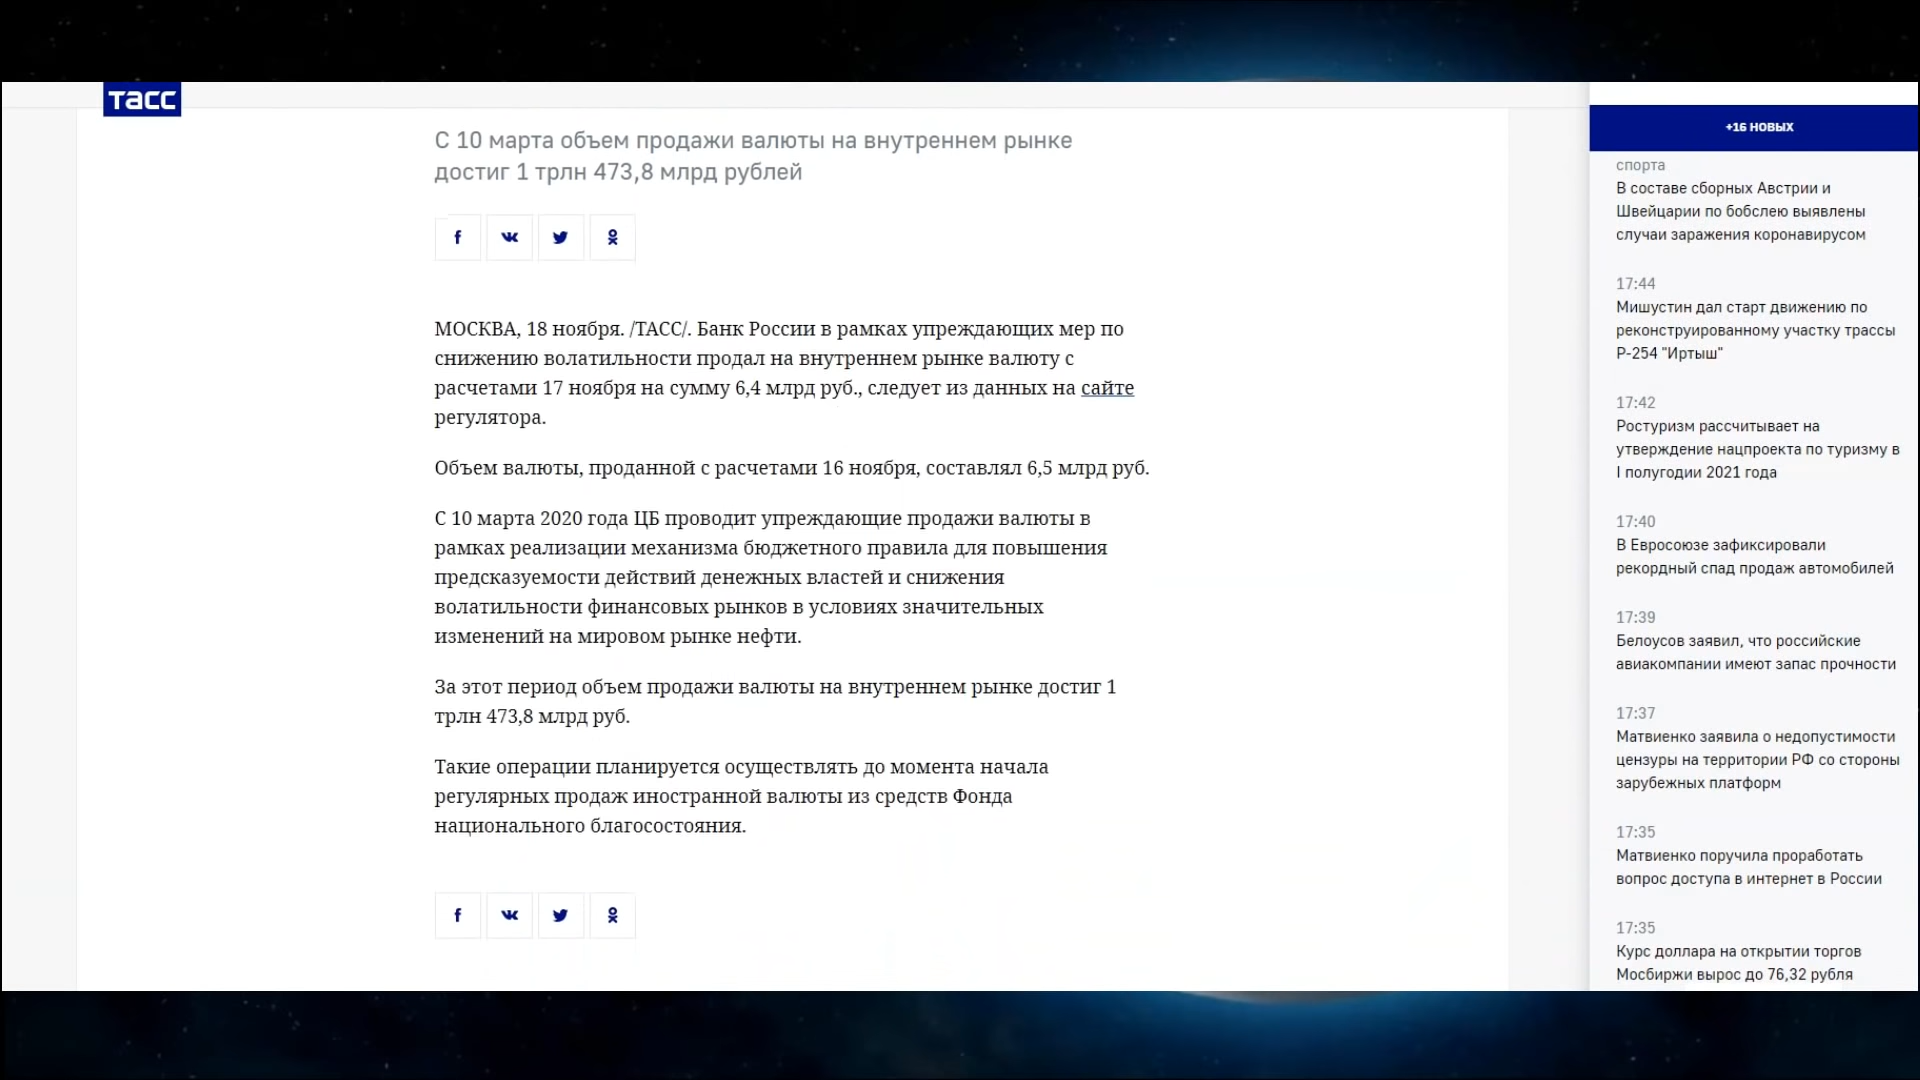 ТАСС
С 10 марта объем продажи валюты на внутреннем рынке
достиг 1 трлн 473,8 млрд рублей
МОСКВА, 18 ноября. /ТАСС/. Банк России в рамках упреждающих мер по
снижению волатильности продал на внутреннем рынке валюту с
расчетами 17 ноября на сумму 6,4 млрд руб., следует из данных на сайте
регулятора.
Объем валюты, проданной с расчетами 16 ноября, составлял 6,5 млрд руб.
С 10 марта 2020 года ЦБ проводит упреждающие продажи валюты в
рамках реализации механизма бюджетного правила для повышения
предсказуемости действий денежных властей и снижения
волатильности финансовых рынков в условиях значительных
изменений на мировом рынке нефти.
За этот период объем продажи валюты на внутреннем рынке достиг 1
трлн 473,8 млрд руб.
Такие операции планируется осуществлять до момента начала
регулярных продаж иностранной валюты из средств Фонда
национального благосостояния.
+16 НОВЫХ
спорта
В составе сборных Австрии и
Швейцарии по бобслею выявлены
случаи заражения коронавирусом
17:44
Мишустин дал старт движению по
реконструированному участку трассы
Р-254 "Иртыш"
17:42
Ростуризм рассчитывает на
утверждение нацпроекта по туризму в
I полугодии 2021 года
17:40
В Евросоюзе зафиксировали
рекордный спад продаж автомобилей
17:39
Белоусов заявил, что российские
авиакомпании имеют запас прочности
17:37
Матвиенко заявила о недопустимости
цензуры на территории РФ со стороны
зарубежных платформ
17:35
Матвиенко поручила проработать
вопрос доступа в интернет в России
17:35
Курс доллара на открытии торгов
Мосбиржи вырос до 76,32 рубля